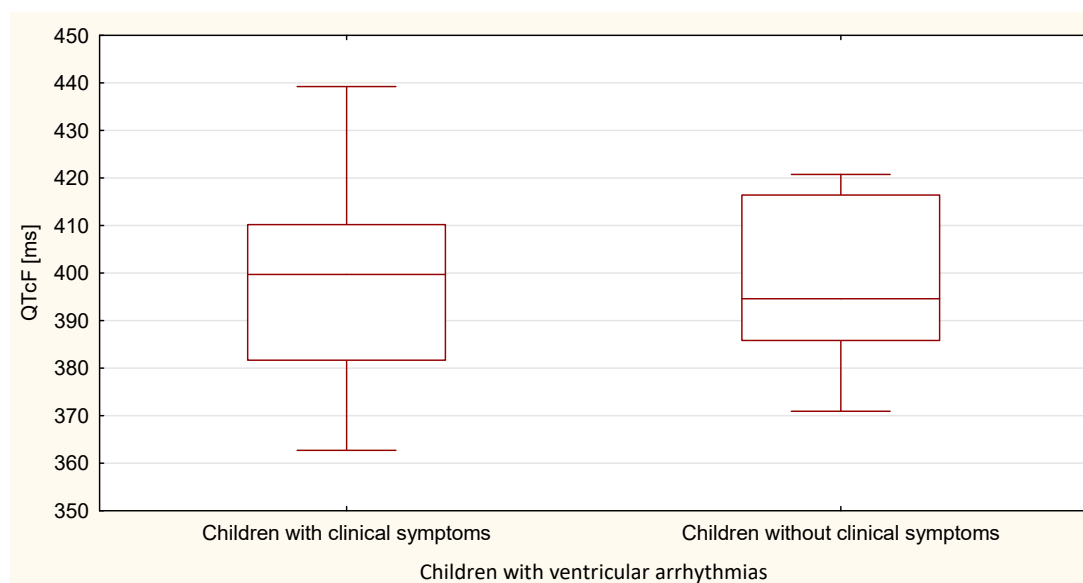 450
440
430
420
410
400
390
380
370
360
350
QTcF [ms]
Children with clinical symptoms
Children without clinical symptoms
Children with ventricular arrhythmias